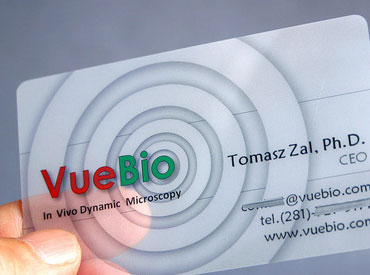 VueBio
In Vivo Dynamic Microscopy
Tomasz Zal, Ph.D.
CEO
@vuebio.com
tel.(281)
www.vuebio.com